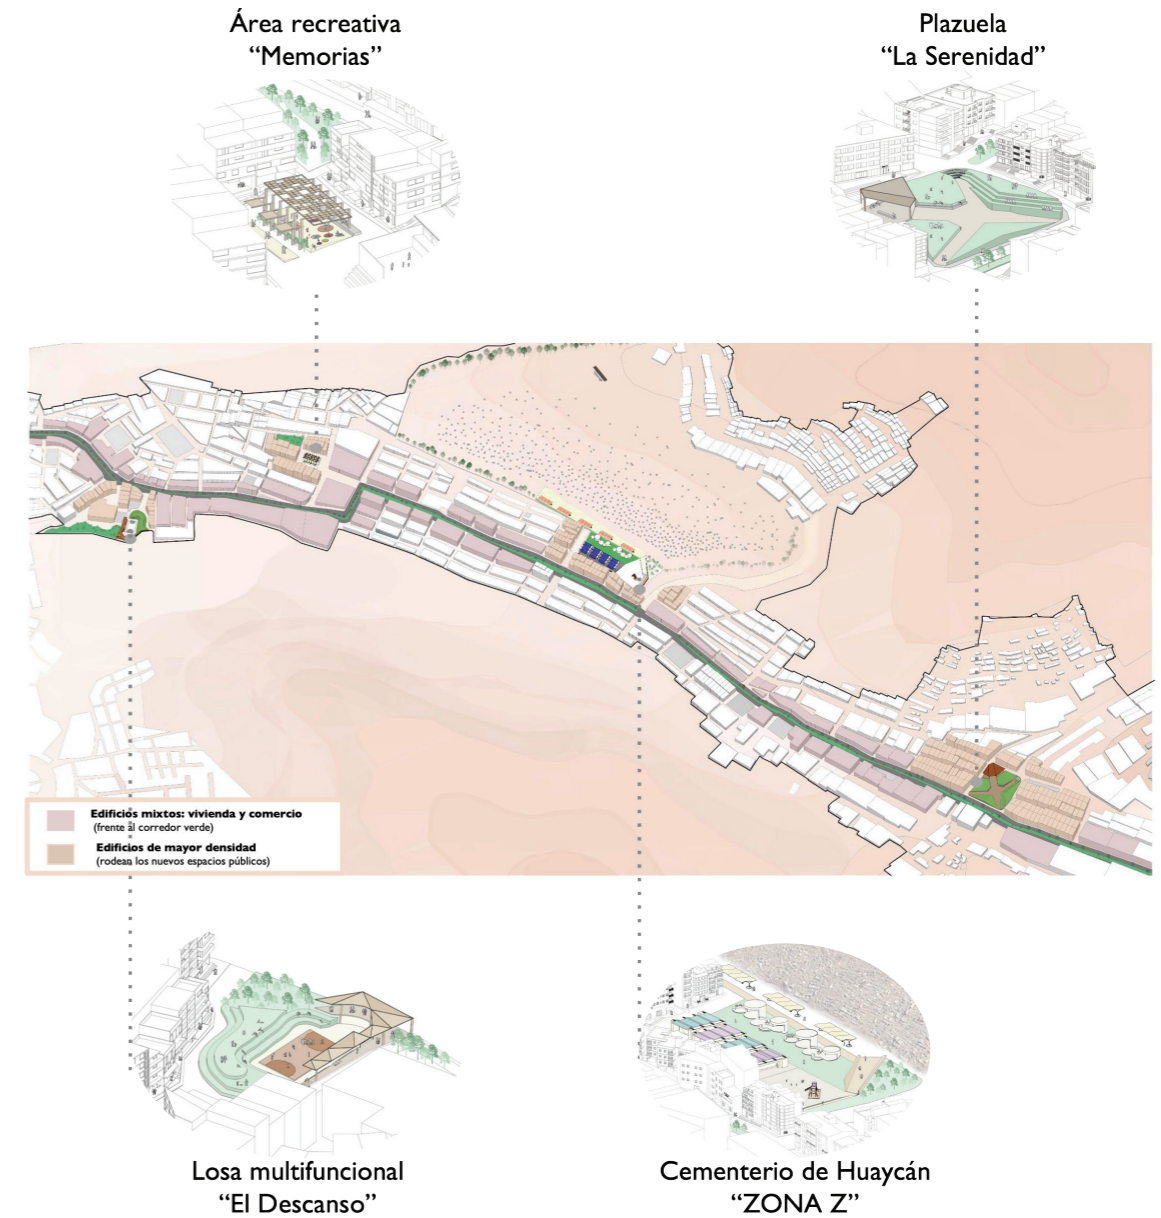 Área recreativa
“Memorias”
Plazuela
“La Serenidad”
Edificios mixtos: vivienda y comercio
(frente al corredor verde)
Edificios de mayor densidad
(rodean los nuevos espacios públicos)
Losa multifuncional
“El Descanso”
Cementerio de Huaycán
“ZONA Z”